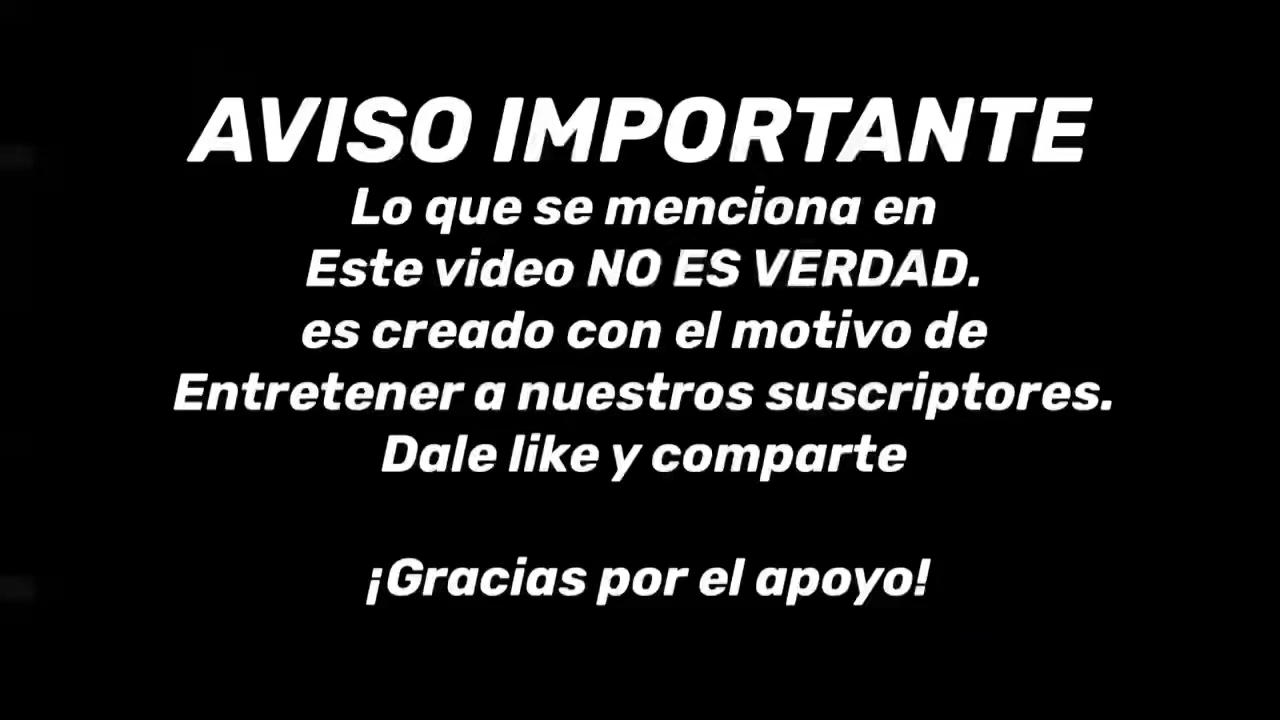 AVISO IMPORTANTE
Lo que se menciona en
Este video NO ES VERDAD.
es creado con el motivo de
Entretener a nuestros suscriptores.
Dale like y comparte
¡Gracias por el apoyo!